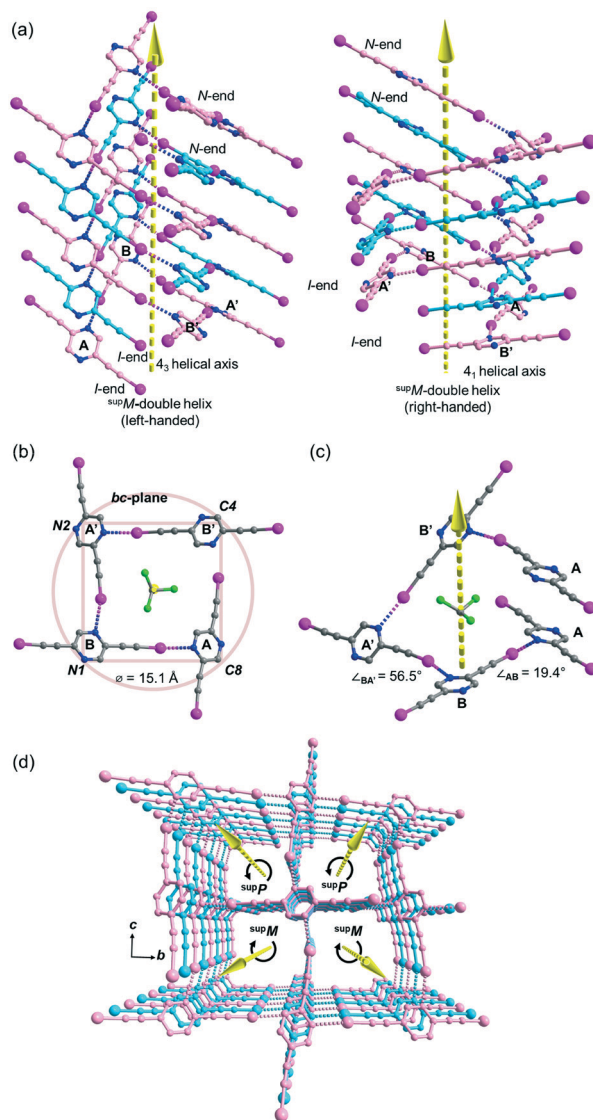 (a)
N-end
N-end
N-end
N-end
B
A'
B'
A
I-end
I-end
4₃ helical axis
ˢᵘᵖM-double helix
(left-handed)
B
A'
A
I-end
I-end
B'
4₁ helical axis
ˢᵘᵖM-double helix
(right-handed)
(b)
bc-plane
C4
N2
A'
B'
B
A
N1
⌀ = 15.1 Å
C8
(c)
B'
A
A
A'
∠BA' = 56.5°
∠AB = 19.4°
B
(d)
ˢᵘᵖP
ˢᵘᵖP
ˢᵘᵖM
ˢᵘᵖM
c
b